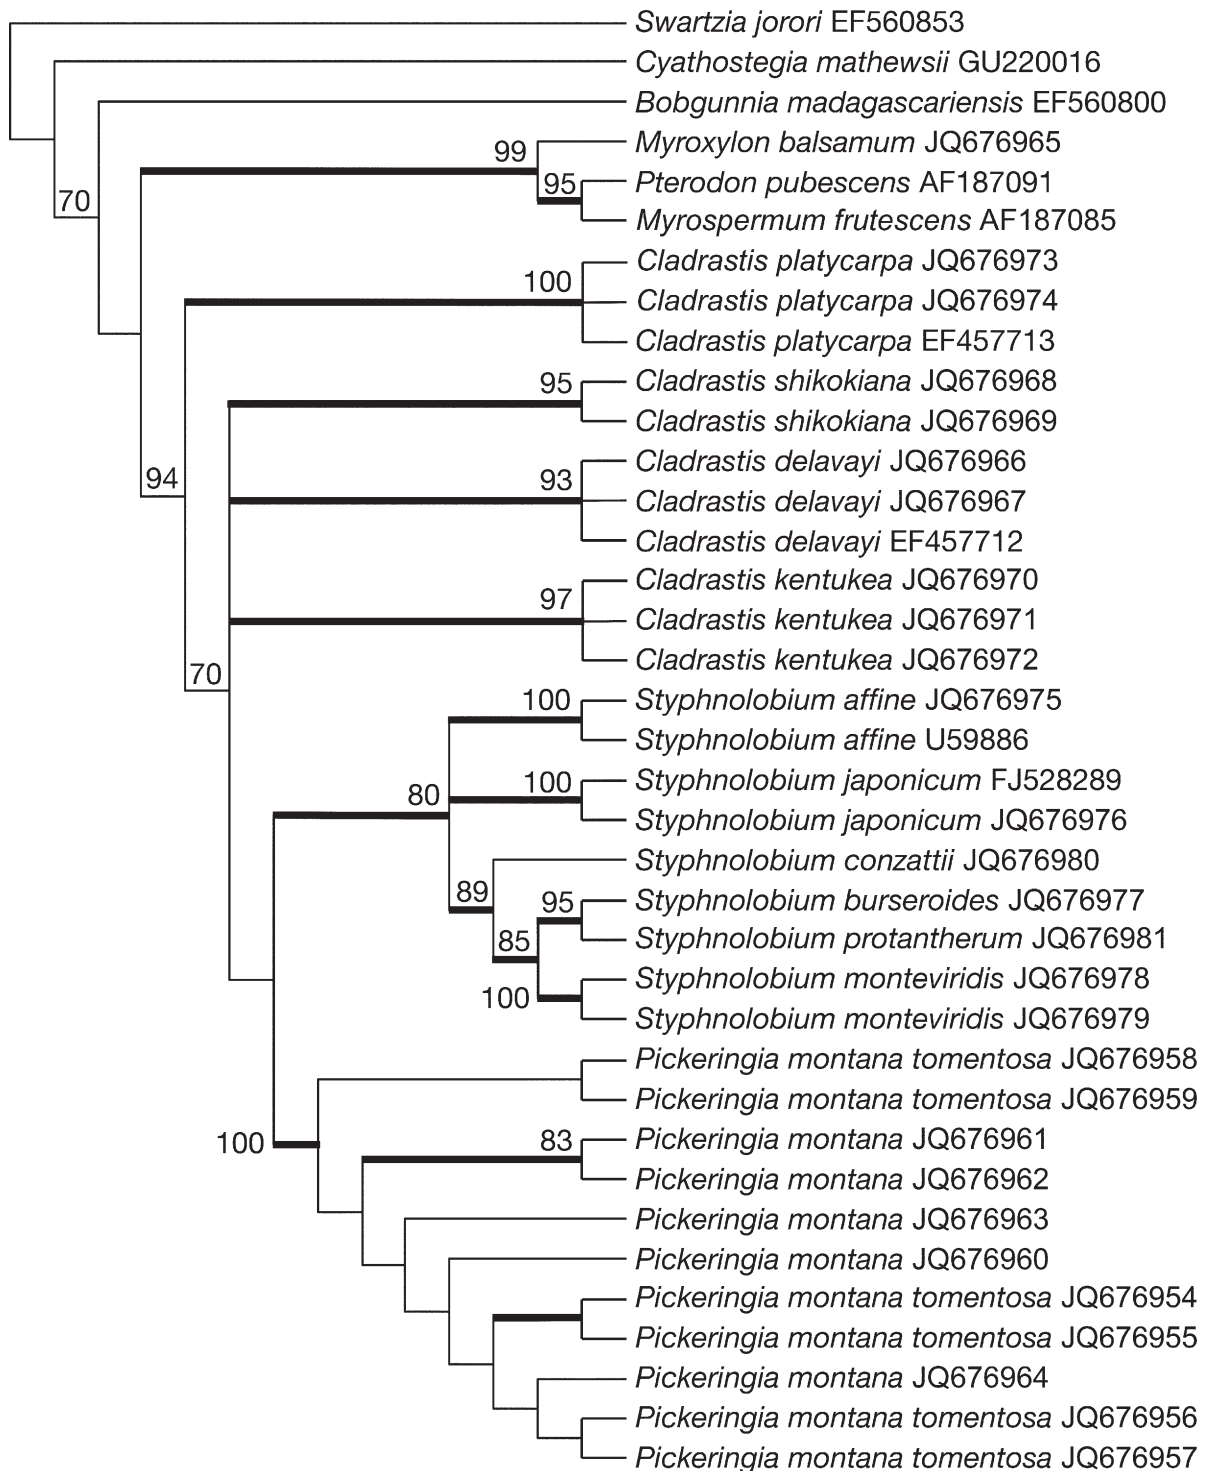 Swartzia jorori EF560853
Cyathostegia mathewsii GU220016
Bobgunnia madagascariensis EF560800
99 Myroxylon balsamum JQ676965
95 Pterodon pubescens AF187091
70
Myrospermum frutescens AF187085
Cladrastis platycarpa JQ676973
100
Cladrastis platycarpa JQ676974
Cladrastis platycarpa EF457713
95 Cladrastis shikokiana JQ676968
Cladrastis shikokiana JQ676969
Cladrastis delavayi JQ676966
94 93
Cladrastis delavayi JQ676967
Cladrastis delavayi EF457712
Cladrastis kentukea JQ676970
97
Cladrastis kentukea JQ676971
Cladrastis kentukea JQ676972
70
100 Styphnolobium affine JQ676975
Styphnolobium affine U59886
100 Styphnolobium japonicum FJ528289
80
Styphnolobium japonicum JQ676976
Styphnolobium conzattii JQ676980
89
95 Styphnolobium burseroides JQ676977
85 Styphnolobium protantherum JQ676981
Styphnolobium monteviridis JQ676978
100
Styphnolobium monteviridis JQ676979
Pickeringia montana tomentosa JQ676958
Pickeringia montana tomentosa JQ676959
100 83 Pickeringia montana JQ676961
Pickeringia montana JQ676962
Pickeringia montana JQ676963
Pickeringia montana JQ676960
Pickeringia montana tomentosa JQ676954
Pickeringia montana tomentosa JQ676955
Pickeringia montana JQ676964
Pickeringia montana tomentosa JQ676956
Pickeringia montana tomentosa JQ676957